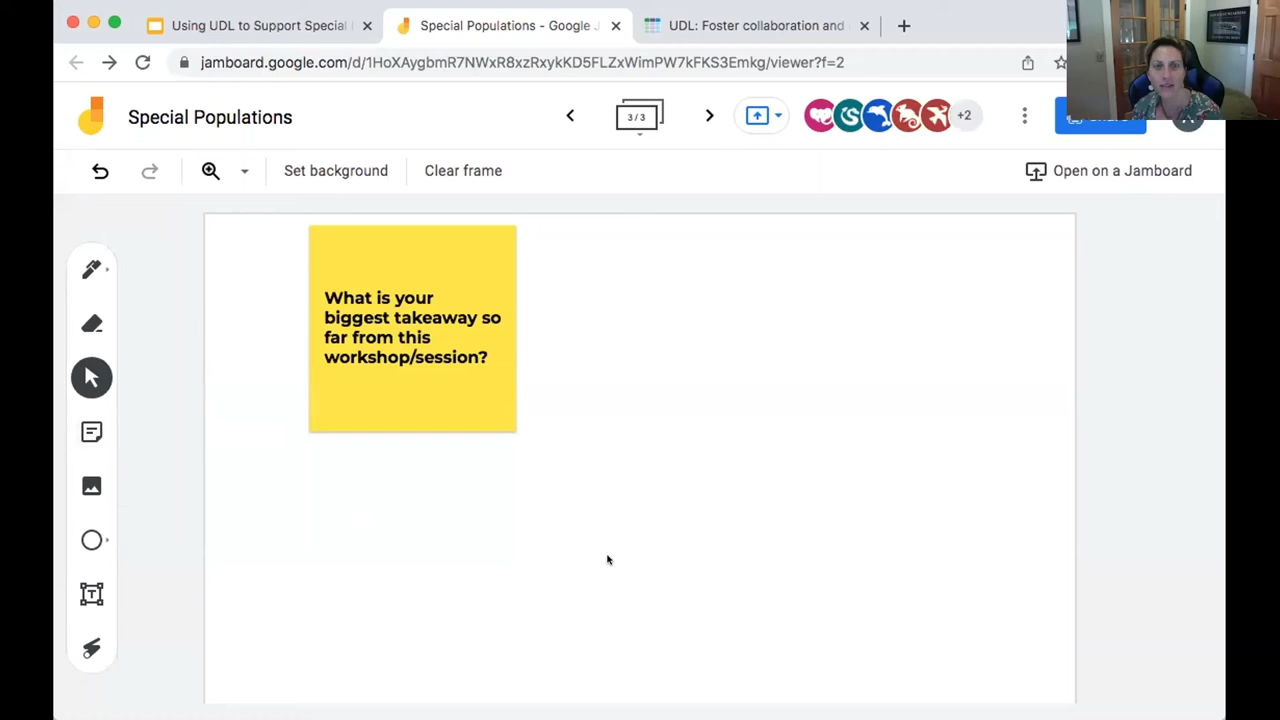 Using UDL to Support Special
Special Populations - Google J
UDL: Foster collaboration and
jamboard.google.com/d/1HoXAygbmR7NWxR8xzRxykKD5FLZxWimPW7kFKS3Emkg/viewer?f=2
Special Populations
3 / 3
+2
Set background
Clear frame
Open on a Jamboard
What is your
biggest takeaway so
far from this
workshop/session?